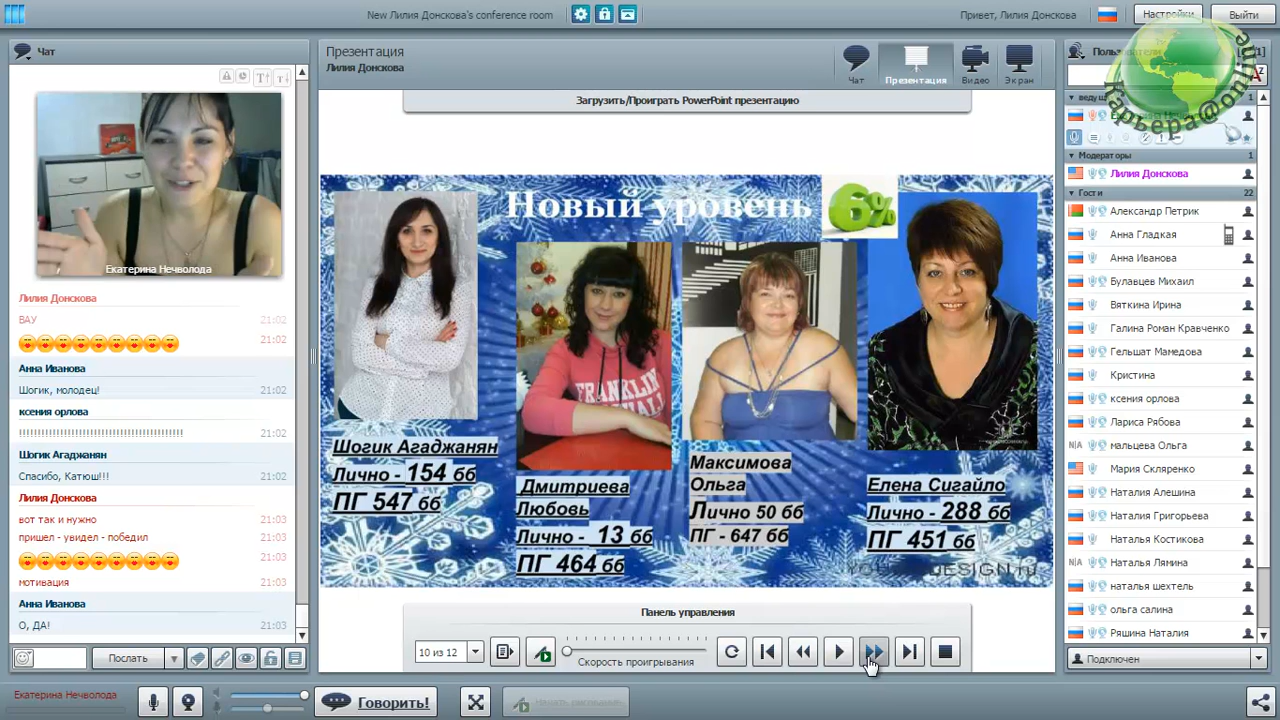 New Лилия Донскова's conference room
Привет, Лилия Донскова
Настройки
Выйти
Чат
Екатерина Нечволода
Лилия Донскова
ВАУ 21:02
21:02
Анна Иванова
Шогик, молодец! 21:02
ксения орлова
!!!!!!!!!!!!!!!!!!!!!!!!!!!!!!!!!!!!!!!!!!! 21:02
Шогик Агаджанян
Спасибо, Катюш!!! 21:02
Лилия Донскова
вот так и нужно 21:03
пришел - увидел - победил 21:03
21:03
мотивация 21:03
Анна Иванова
О, ДА! 21:03
Послать
Презентация
Лилия Донскова
Чат
Презентация
Видео
Экран
Загрузить/Проиграть PowerPoint презентацию
Новый уровень
6%
Шогик Агаджанян
Лично - 154 бб
ПГ 547 бб
Дмитриева
Любовь
Лично - 13 бб
ПГ 464 бб
Максимова
Ольга
Лично 50 бб
ПГ - 647 бб
Елена Сигайло
Лично - 288 бб
ПГ 451 бб
Панель управления
10 из 12
Скорость проигрывания
карьера@online
Модераторы 1
Лилия Донскова
Гости 22
Александр Петрик
Анна Гладкая
Анна Иванова
Булавцев Михаил
Вяткина Ирина
Галина Роман Кравченко
Гельшат Мамедова
Кристина
ксения орлова
Лариса Рябова
N/A мальцева Ольга
Мария Скляренко
Наталия Алешина
Наталия Григорьева
Наталья Костикова
N/A Наталья Лянина
наталья шехтель
ольга салина
Ряшина Наталия
Подключен
Екатерина Нечволода
Говорить!
Начать рисование